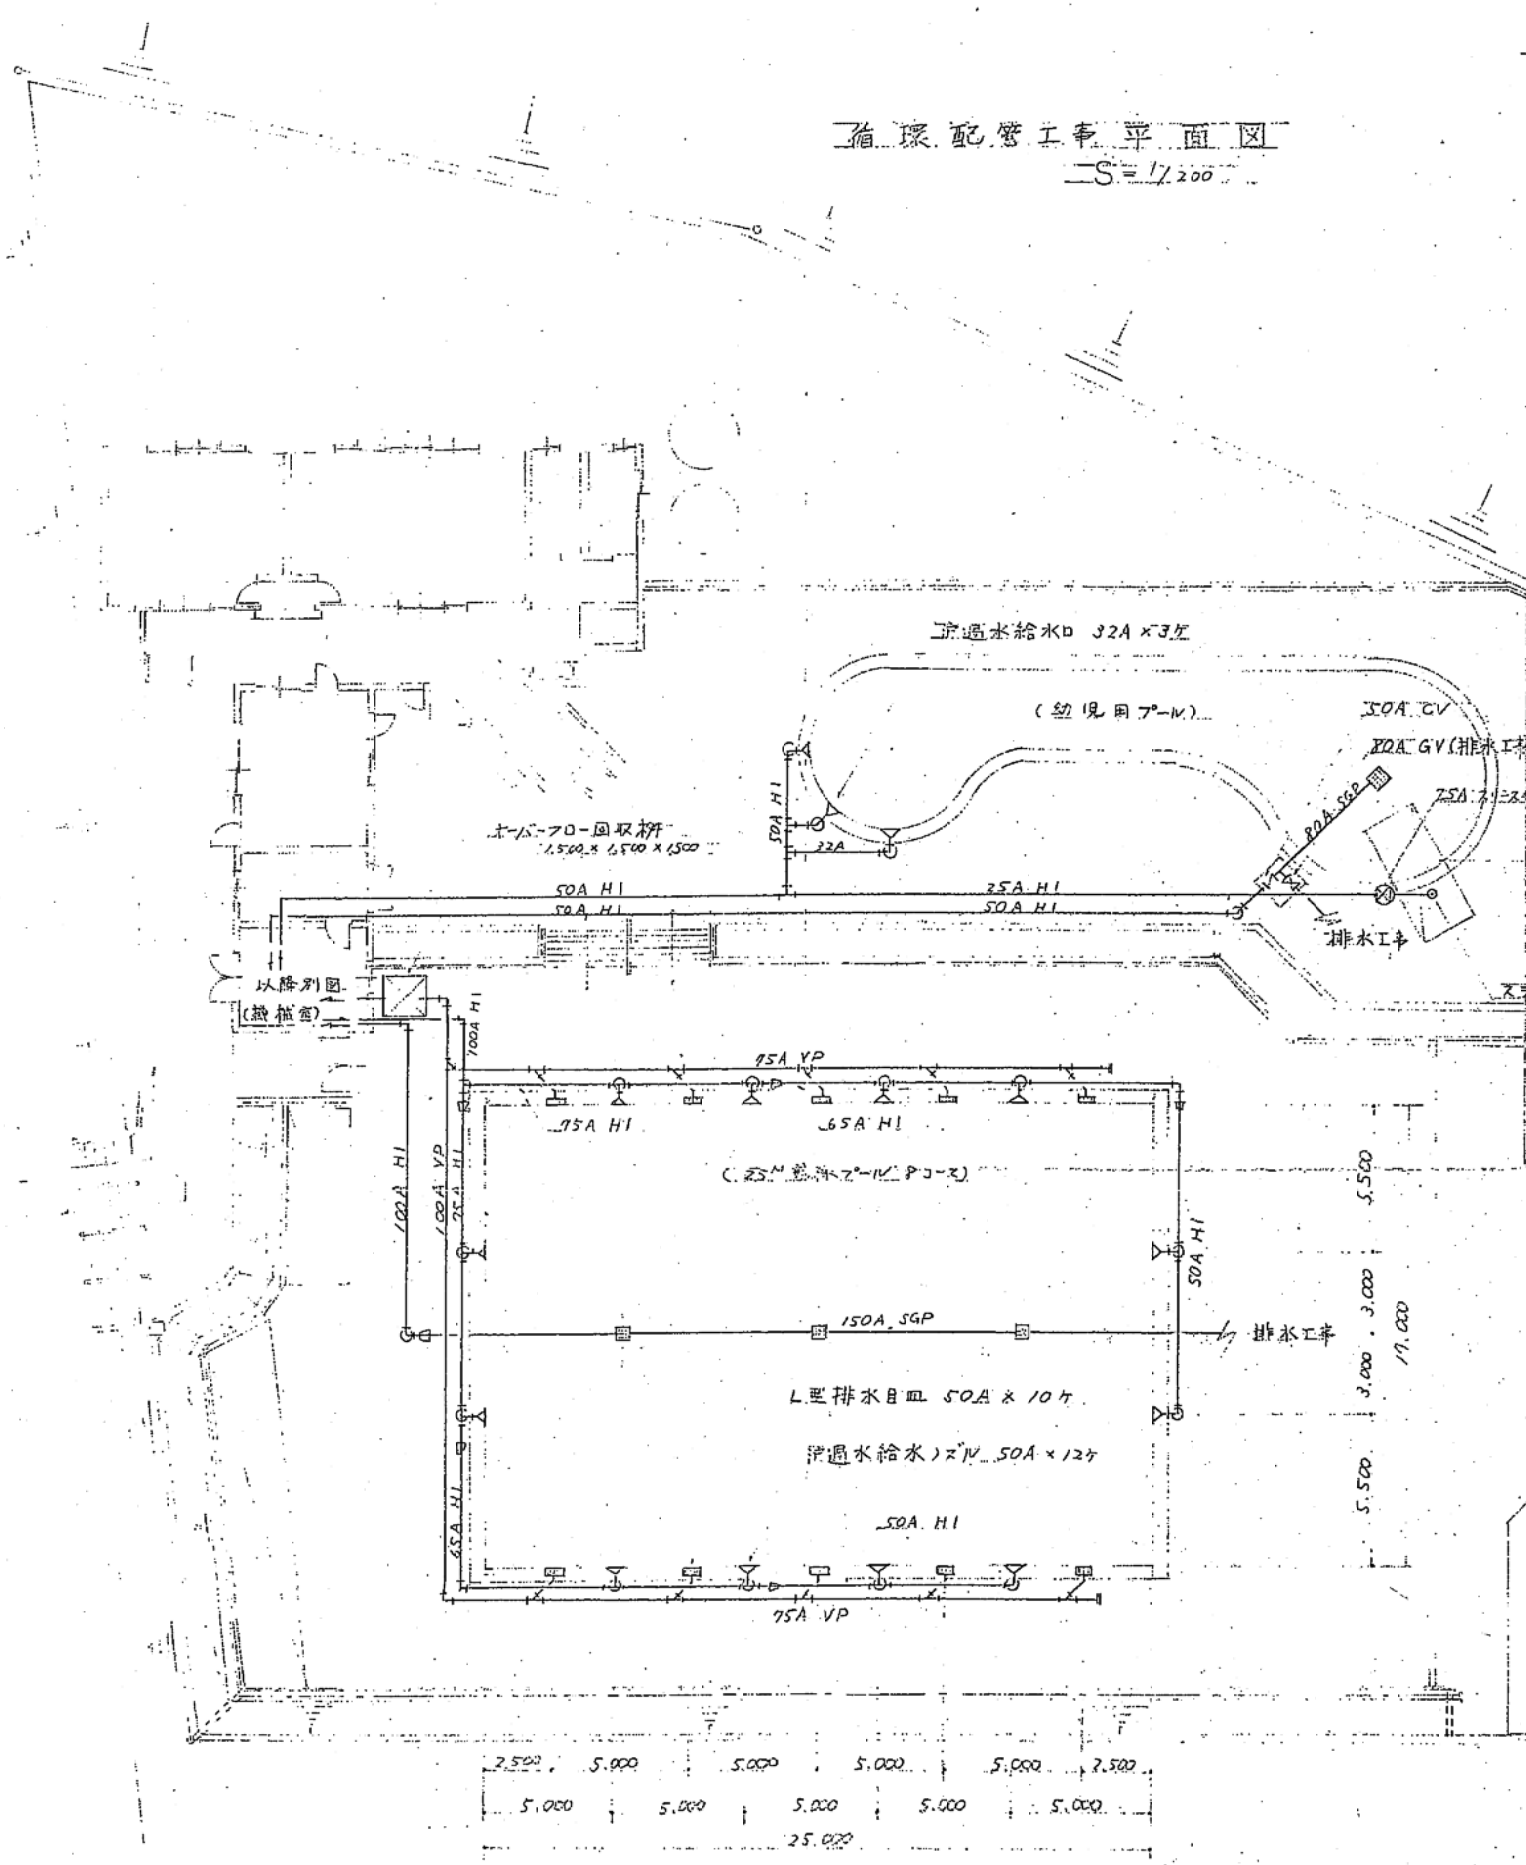 循環配管工事平面図
S=1/200
濾過水給水口 32A×3ケ
(幼児用プール)
50A GV
80A GV(排水工事
75A
80A SGP
50A HI
32A
オーバーフロー回収桝
1,500×1,500×1,500
50A HI
25A HI
50A HI
50A HI
排水工事
以降別図
(機械室)
100A HI
75A VP
75A HI
65A HI
(25M 競泳プール 8コース)
100A HI
100A VP
75A HI
50A HI
5.500
3.000
3.000
5.500
17.000
150A SGP
排水工事
L型排水目皿 50A×10ケ
濾過水給水ノズル 50A×12ケ
65A HI
50A HI
75A VP
2.500 5.000 5.000 5.000 5.000 2.500
5.000 5.000 5.000 5.000 5.000
25.000